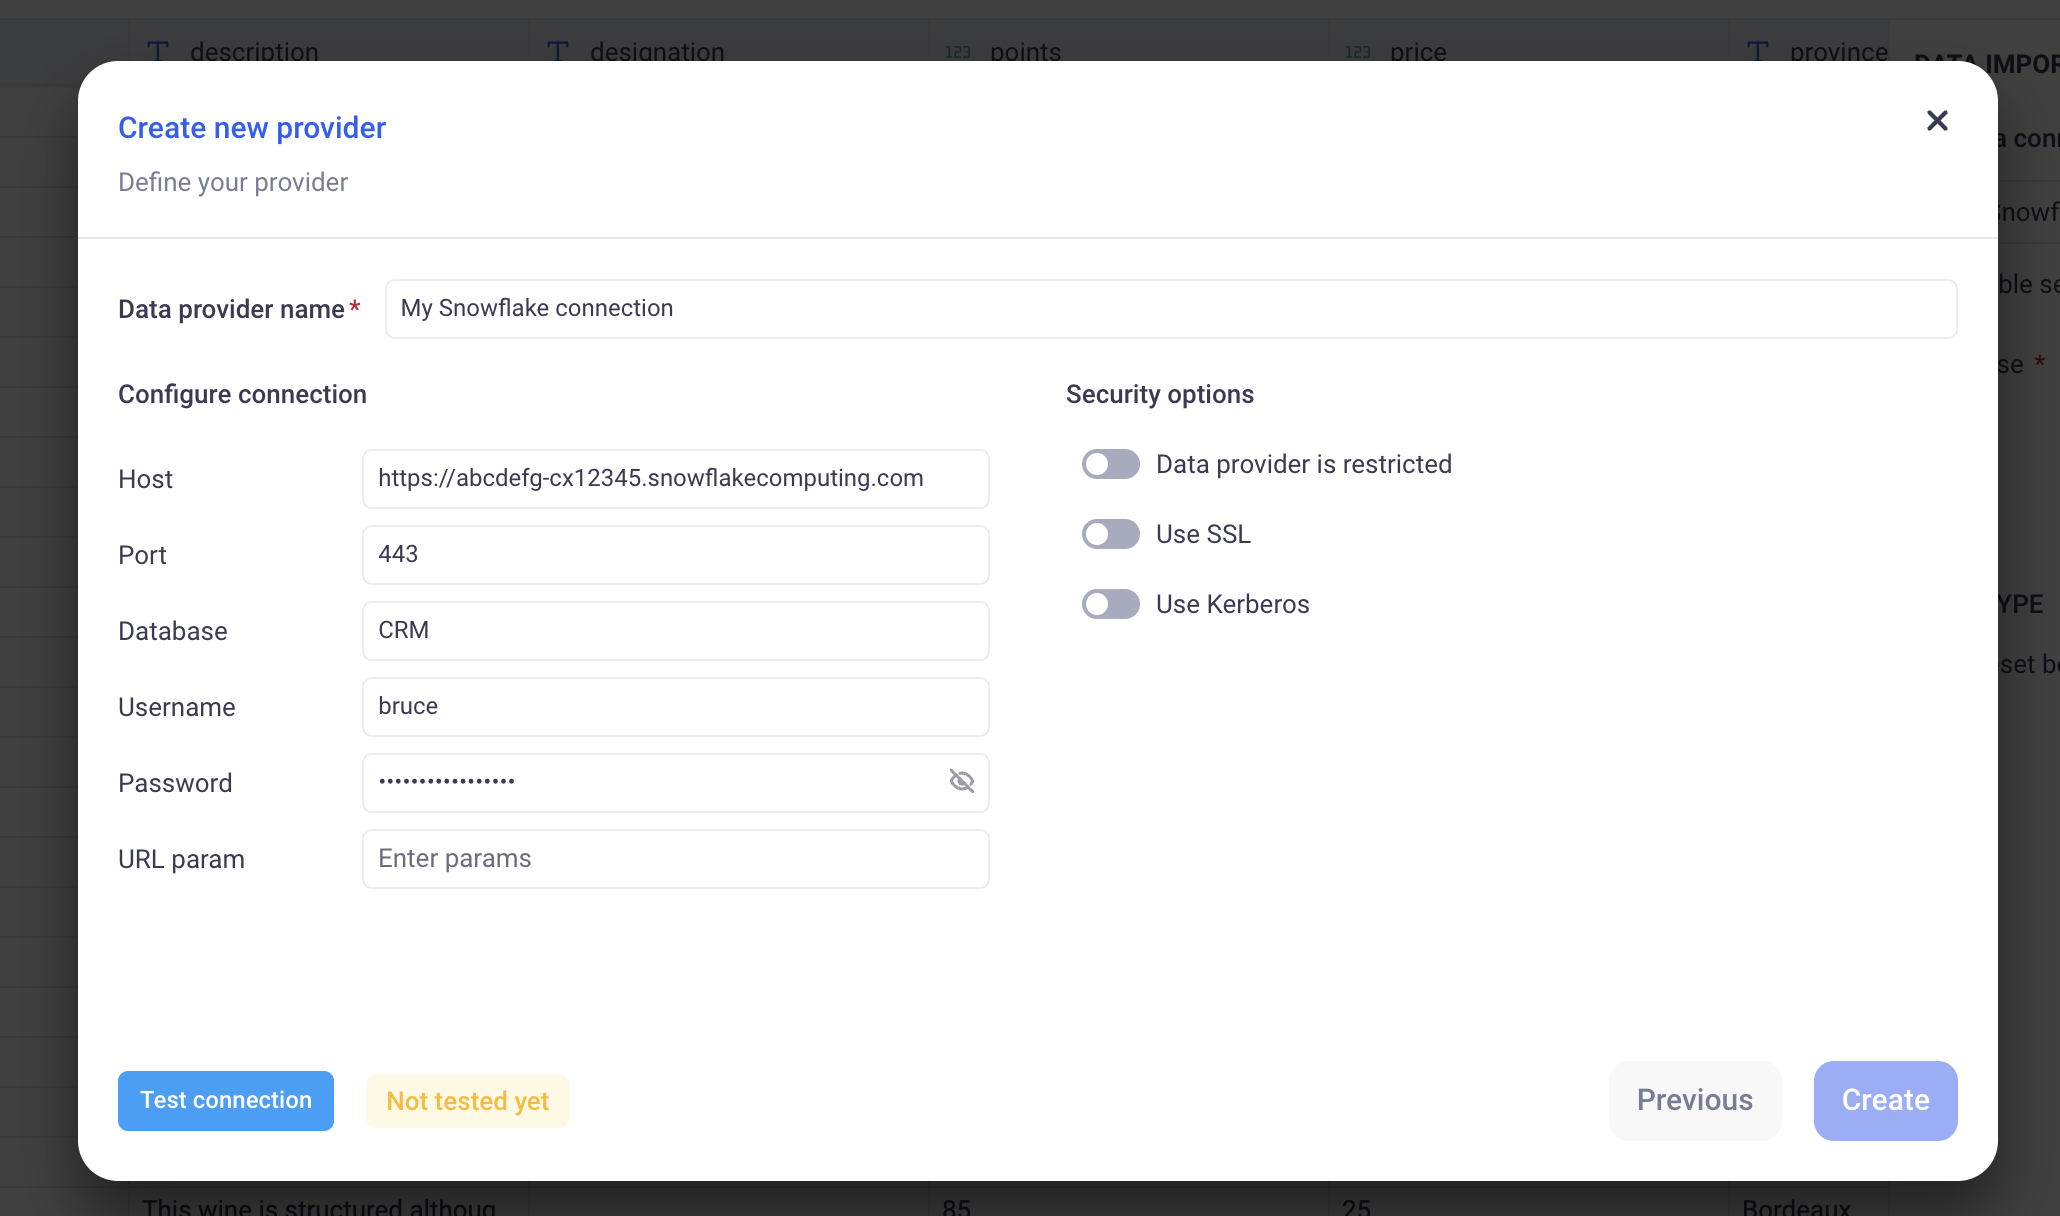 description
designation
123 points
123 price
province
DATA IMPOR
Create new provider
Define your provider
a conn
Snowf
Data provider name*
My Snowflake connection
ble se
se *
Configure connection
Security options
Host
https://abcdefg-cx12345.snowflakecomputing.com
Data provider is restricted
Port
443
Use SSL
Database
CRM
Use Kerberos
YPE
set be
Username
bruce
Password
•••••••••••••••••
URL param
Enter params
Test connection
Not tested yet
Previous
Create
This wine is structured althoug
85
25
Bordeaux